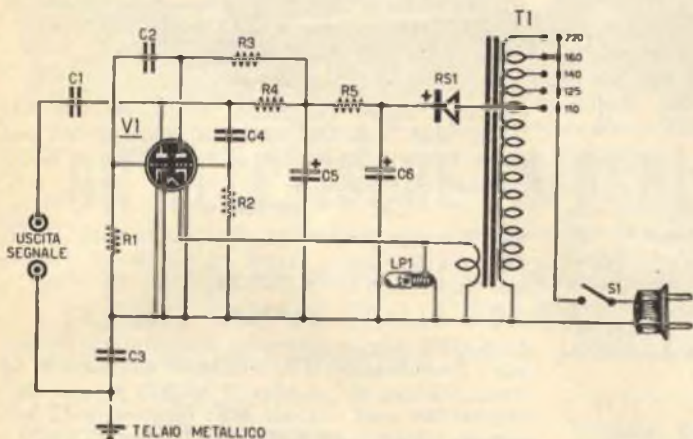 T1
C2
R3
220
160
140
125
110
C1
R4
R5
+
RS1
V1
C4
+
C5
+
C6
R2
R1
USCITA
SEGNALE
LP1
S1
C3
TELAIO METALLICO